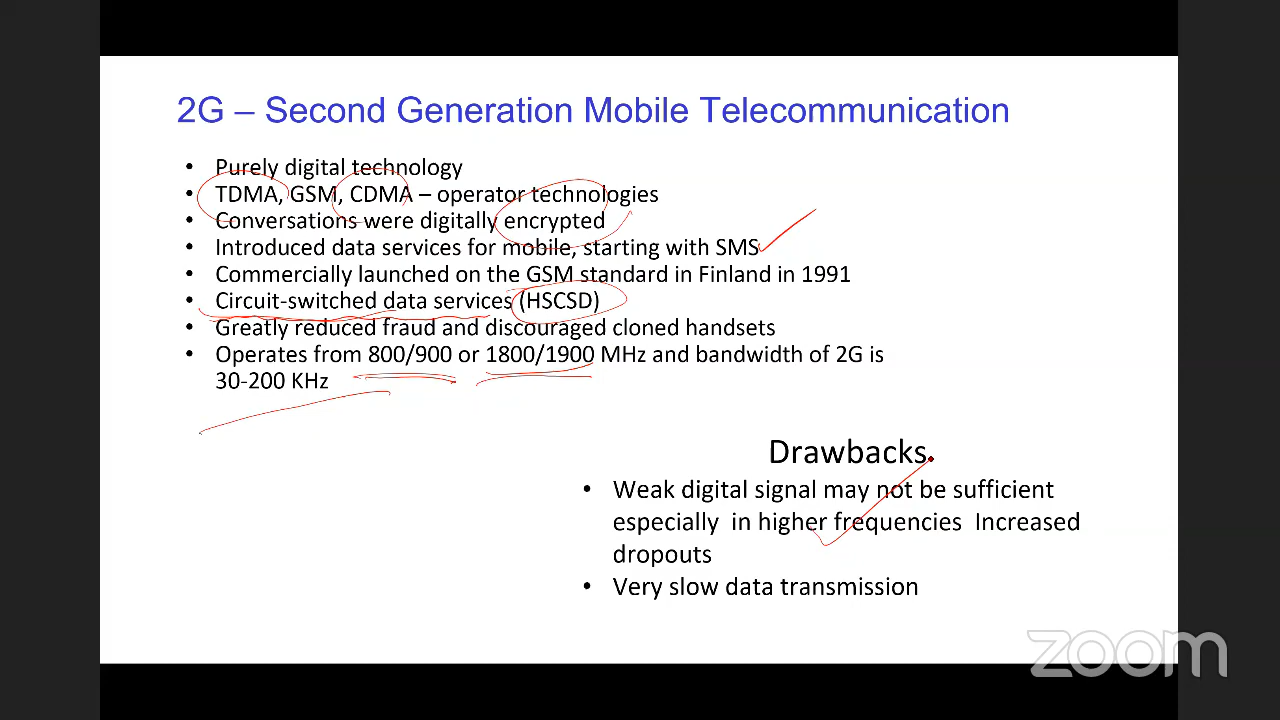 2G – Second Generation Mobile Telecommunication
• Purely digital technology
• TDMA, GSM, CDMA – operator technologies
• Conversations were digitally encrypted
• Introduced data services for mobile, starting with SMS
• Commercially launched on the GSM standard in Finland in 1991
• Circuit-switched data services (HSCSD)
• Greatly reduced fraud and discouraged cloned handsets
• Operates from 800/900 or 1800/1900 MHz and bandwidth of 2G is
30-200 KHz
Drawbacks
• Weak digital signal may not be sufficient
especially in higher frequencies Increased
dropouts
• Very slow data transmission
zoom